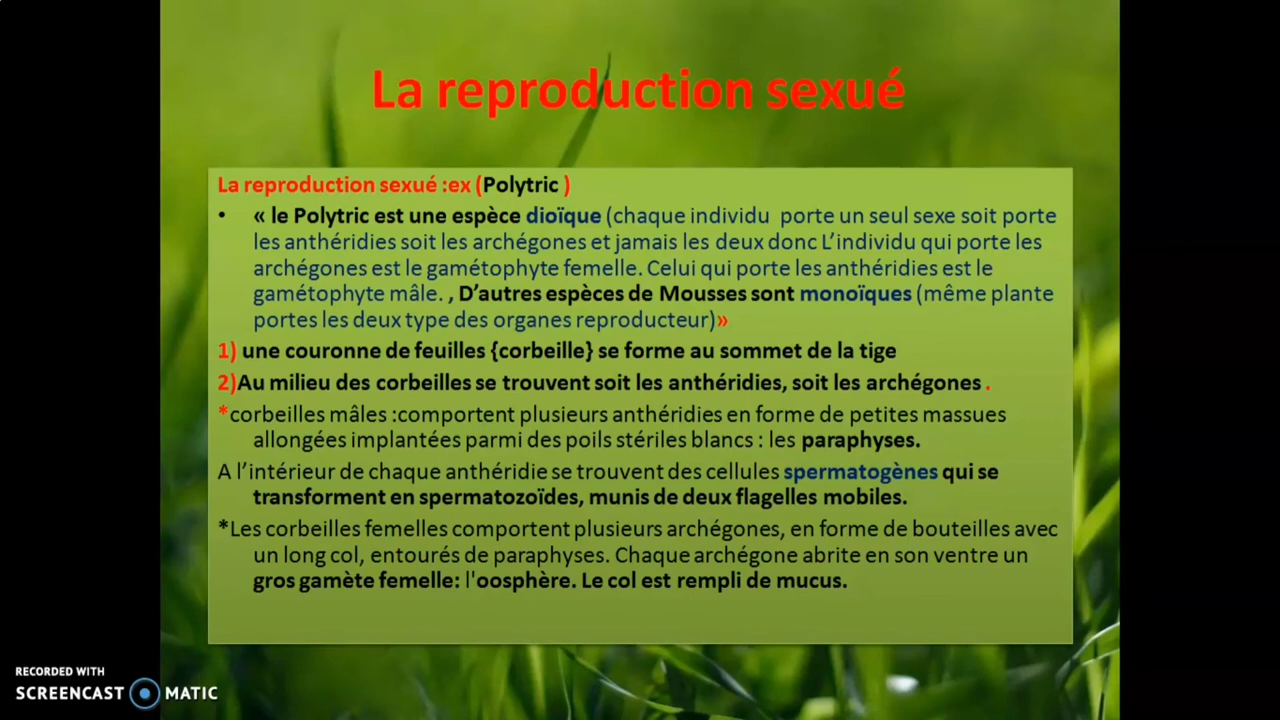 La reproduction sexué
La reproduction sexué :ex (Polytric )
• « le Polytric est une espèce dioïque (chaque individu porte un seul sexe soit porte
les anthéridies soit les archégones et jamais les deux donc L’individu qui porte les
archégones est le gamétophyte femelle. Celui qui porte les anthéridies est le
gamétophyte mâle. , D’autres espèces de Mousses sont monoïques (même plante
portes les deux type des organes reproducteur)»
1) une couronne de feuilles {corbeille} se forme au sommet de la tige
2)Au milieu des corbeilles se trouvent soit les anthéridies, soit les archégones .
*corbeilles mâles :comportent plusieurs anthéridies en forme de petites massues
allongées implantées parmi des poils stériles blancs : les paraphyses.
A l’intérieur de chaque anthéridie se trouvent des cellules spermatogènes qui se
transforment en spermatozoïdes, munis de deux flagelles mobiles.
*Les corbeilles femelles comportent plusieurs archégones, en forme de bouteilles avec
un long col, entourés de paraphyses. Chaque archégone abrite en son ventre un
gros gamète femelle: l'oosphère. Le col est rempli de mucus.
RECORDED WITH
SCREENCAST MATIC